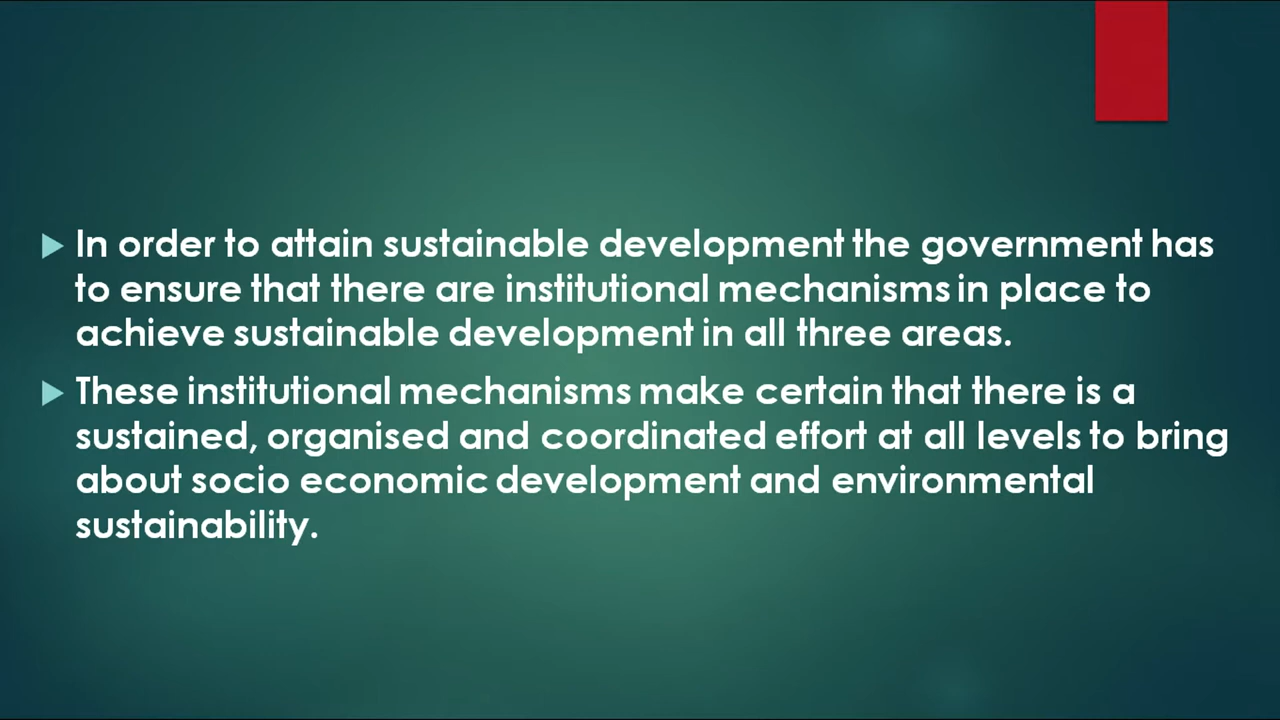 In order to attain sustainable development the government has
to ensure that there are institutional mechanisms in place to
achieve sustainable development in all three areas.
These institutional mechanisms make certain that there is a
sustained, organised and coordinated effort at all levels to bring
about socio economic development and environmental
sustainability.